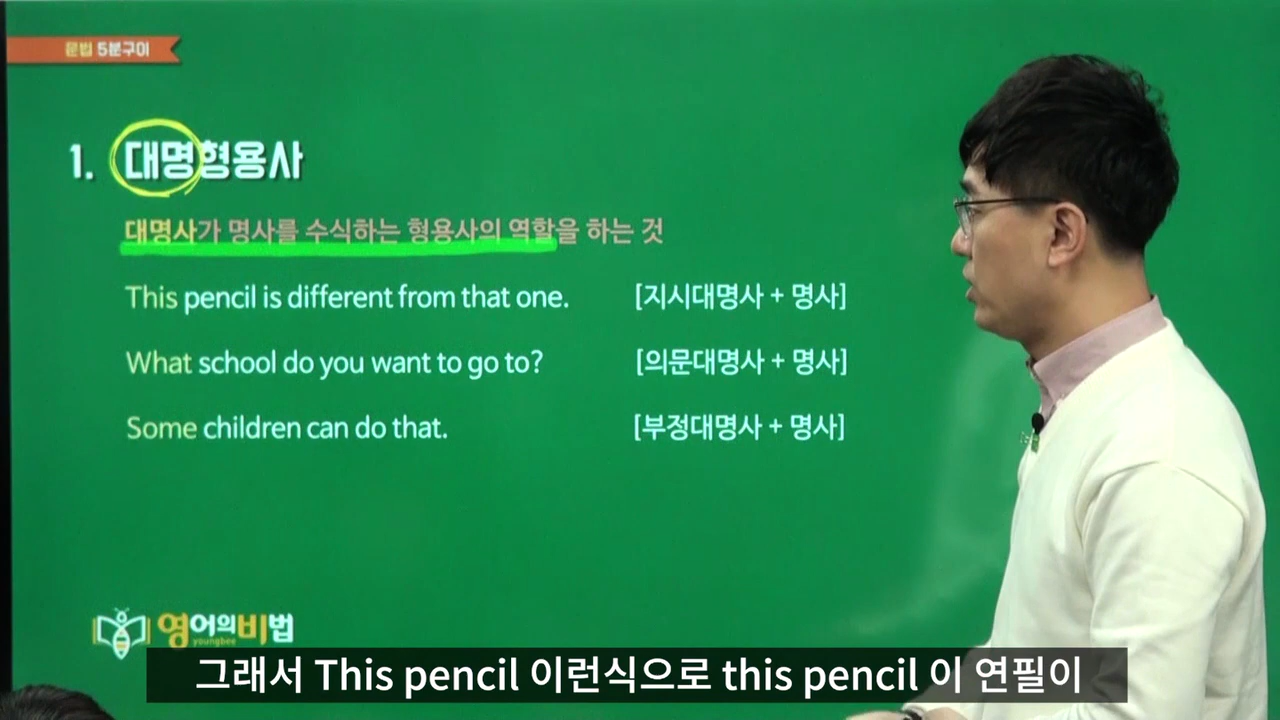 문법 5분구이
1. 대명형용사
대명사가 명사를 수식하는 형용사의 역할을 하는 것
This pencil is different from that one. [지시대명사 + 명사]
What school do you want to go to? [의문대명사 + 명사]
Some children can do that. [부정대명사 + 명사]
영어의비법
youngbee
그래서 This pencil 이런식으로 this pencil 이 연필이